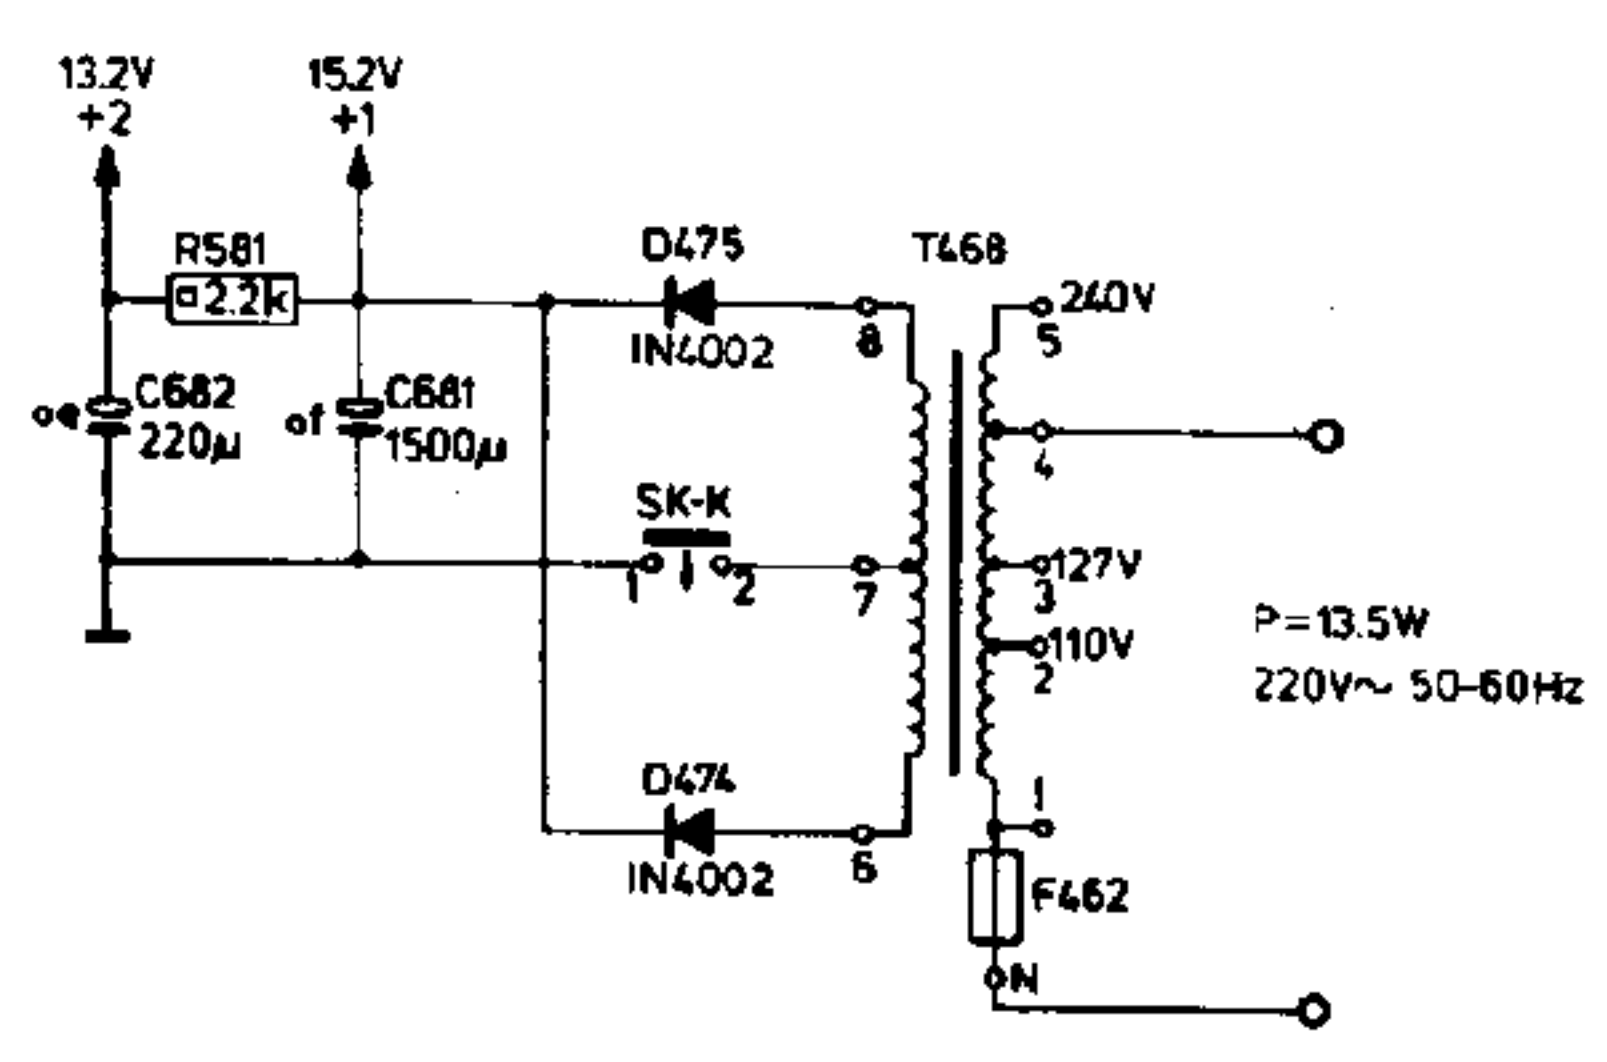 13.2V
+2
15.2V
+1
R581
2.2k
C682
220µ
C681
1500µ
of
D475
IN4002
8
SK-K
1
2
7
D474
IN4002
6
T468
240V
5
4
127V
3
110V
2
1
F462
N
P=13.5W
220V~ 50-60Hz